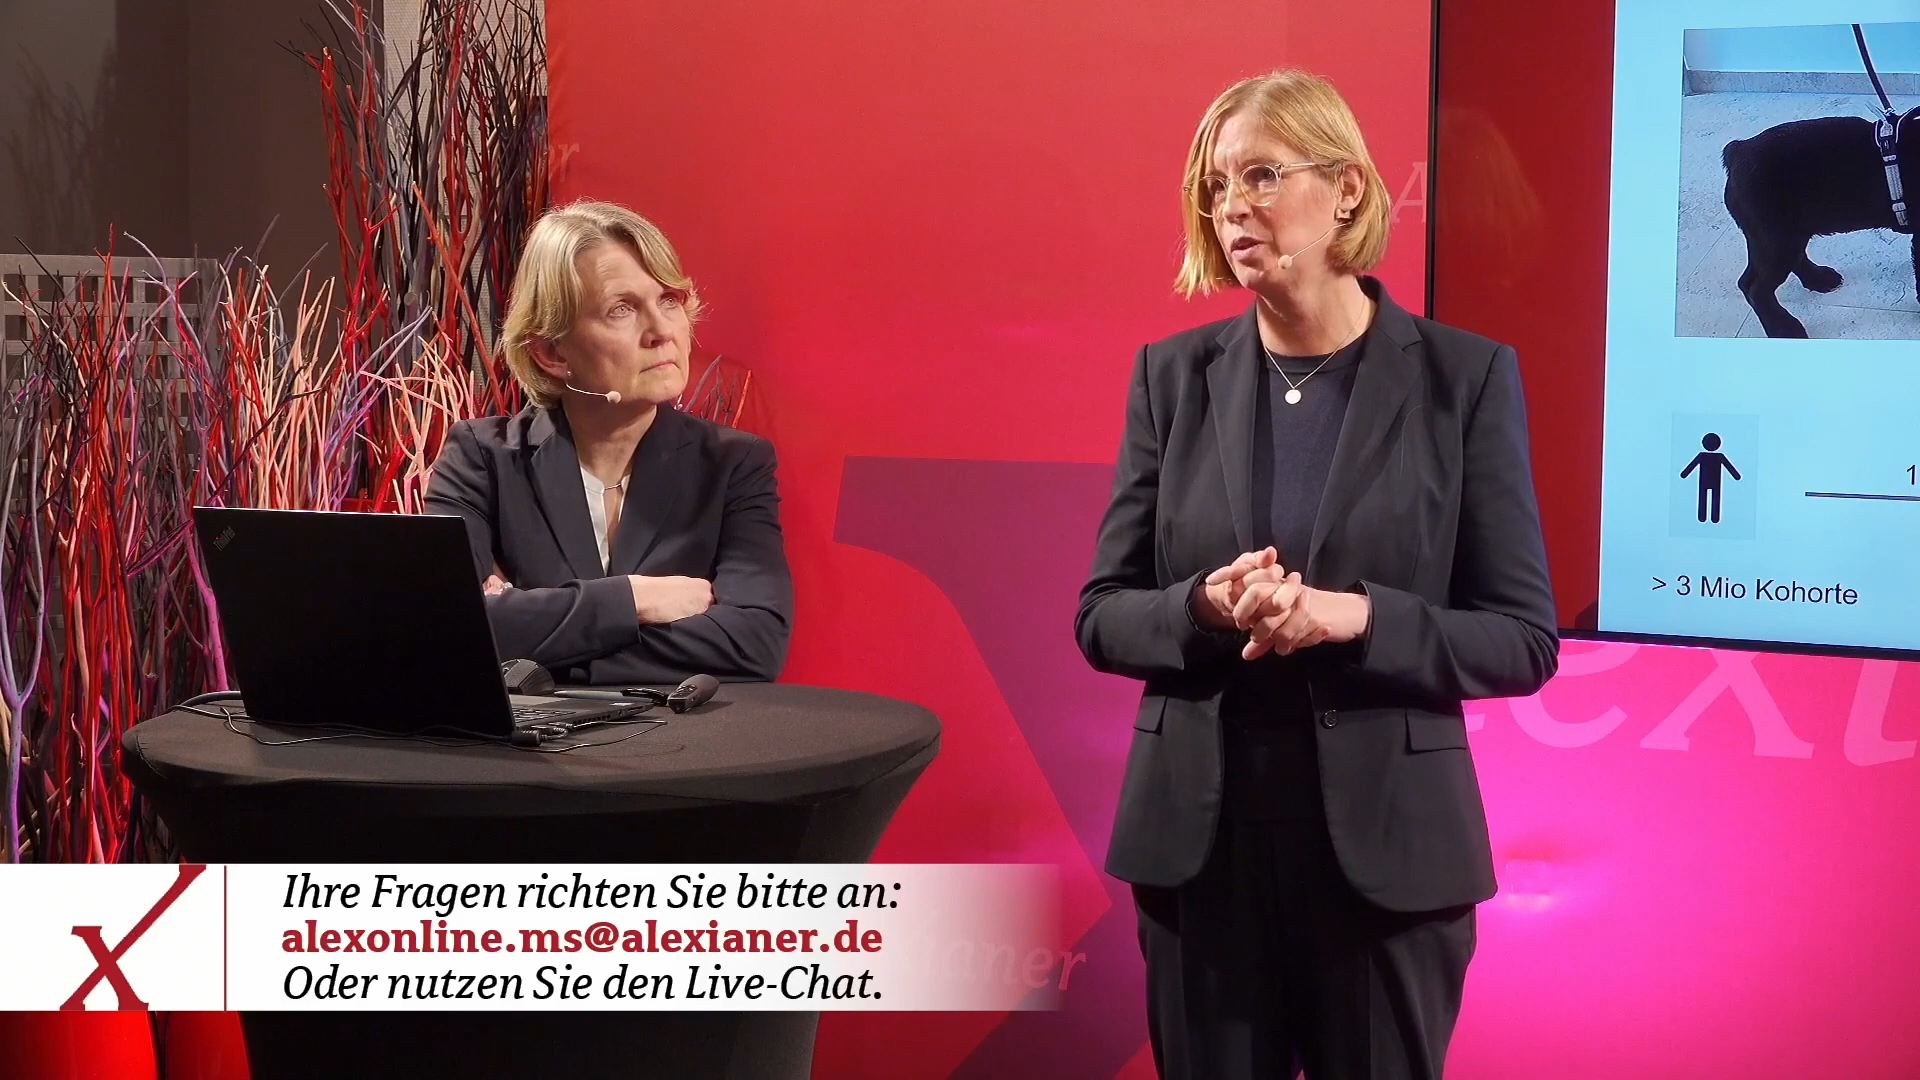 > 3 Mio Kohorte
Ihre Fragen richten Sie bitte an:
alexonline.ms@alexianer.de
Oder nutzen Sie den Live-Chat.